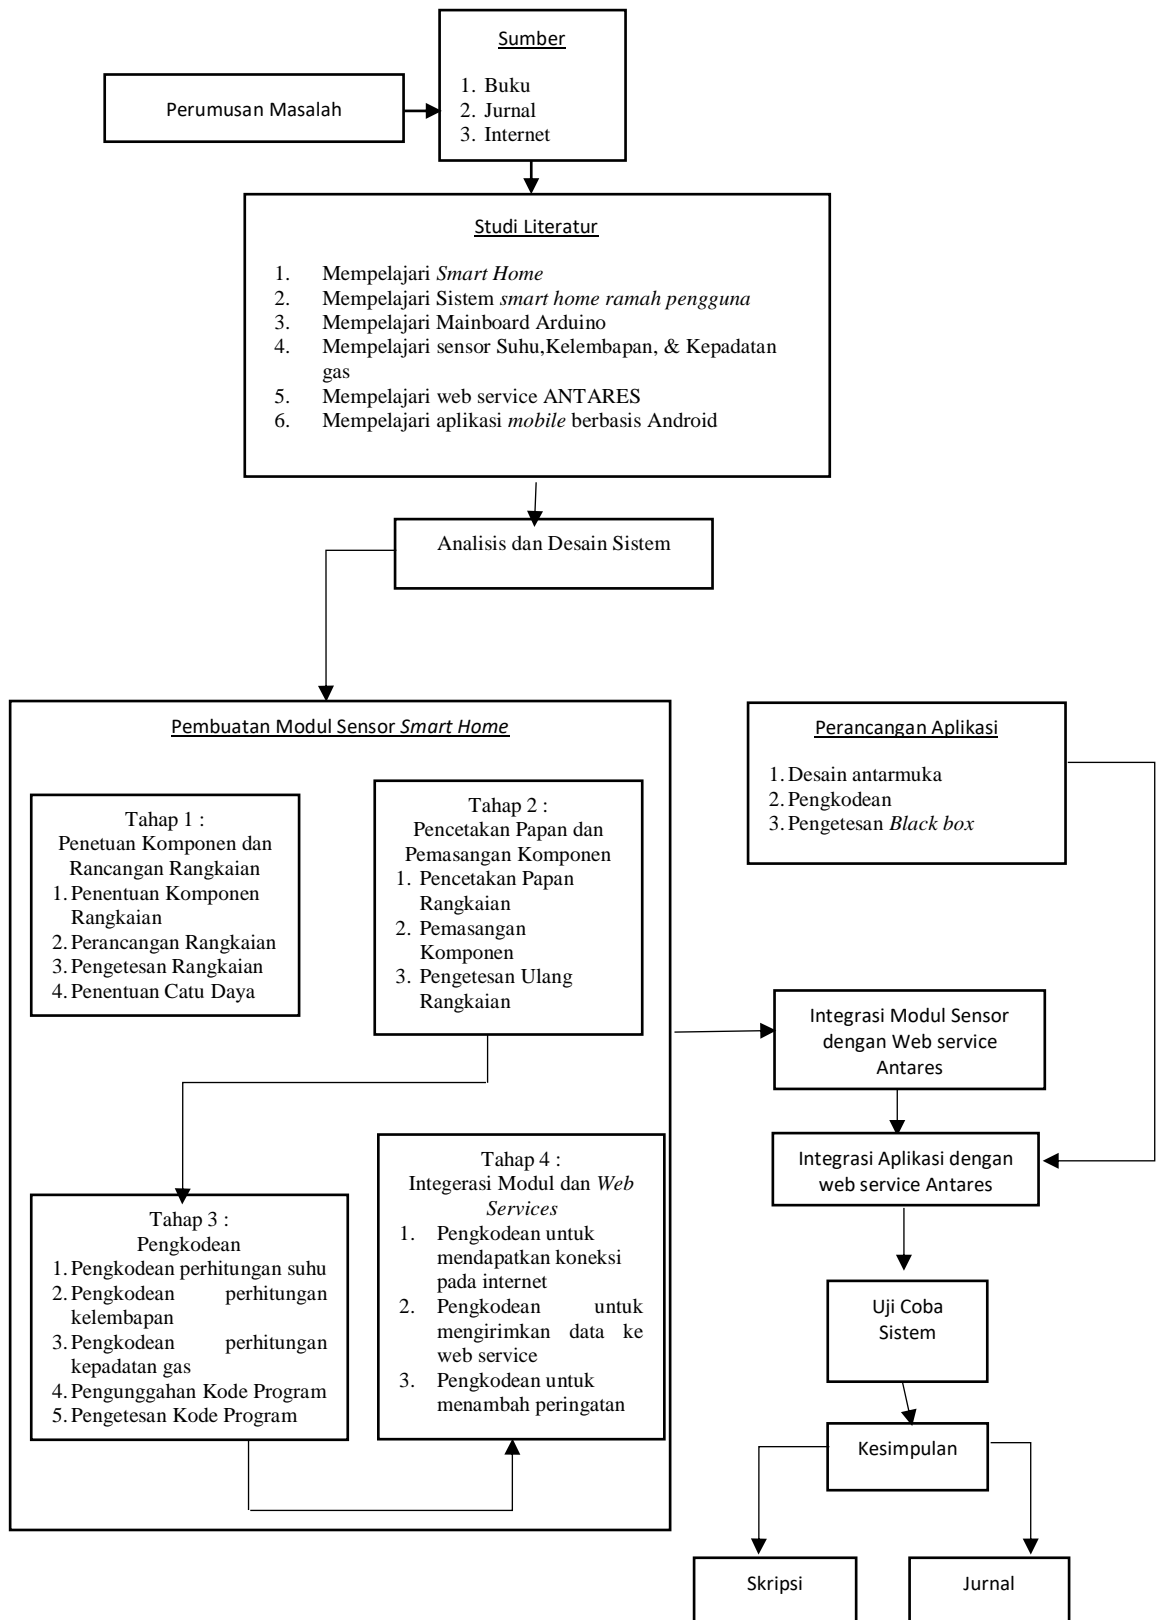 Sumber
1. Buku
2. Jurnal
3. Internet
Perumusan Masalah
Studi Literatur
1. Mempelajari Smart Home
2. Mempelajari Sistem smart home ramah pengguna
3. Mempelajari Mainboard Arduino
4. Mempelajari sensor Suhu,Kelembapan, & Kepadatan
gas
5. Mempelajari web service ANTARES
6. Mempelajari aplikasi mobile berbasis Android
Analisis dan Desain Sistem
Pembuatan Modul Sensor Smart Home
Tahap 1 :
Penetuan Komponen dan
Rancangan Rangkaian
1. Penentuan Komponen
Rangkaian
2. Perancangan Rangkaian
3. Pengetesan Rangkaian
4. Penentuan Catu Daya
Tahap 2 :
Pencetakan Papan dan
Pemasangan Komponen
1. Pencetakan Papan
Rangkaian
2. Pemasangan
Komponen
3. Pengetesan Ulang
Rangkaian
Tahap 3 :
Pengkodean
1. Pengkodean perhitungan suhu
2. Pengkodean perhitungan
kelembapan
3. Pengkodean perhitungan
kepadatan gas
4. Pengunggahan Kode Program
5. Pengetesan Kode Program
Tahap 4 :
Integerasi Modul dan Web
Services
1. Pengkodean untuk
mendapatkan koneksi
pada internet
2. Pengkodean untuk
mengirimkan data ke
web service
3. Pengkodean untuk
menambah peringatan
Perancangan Aplikasi
1. Desain antarmuka
2. Pengkodean
3. Pengetesan Black box
Integrasi Modul Sensor
dengan Web service
Antares
Integrasi Aplikasi dengan
web service Antares
Uji Coba
Sistem
Kesimpulan
Skripsi
Jurnal